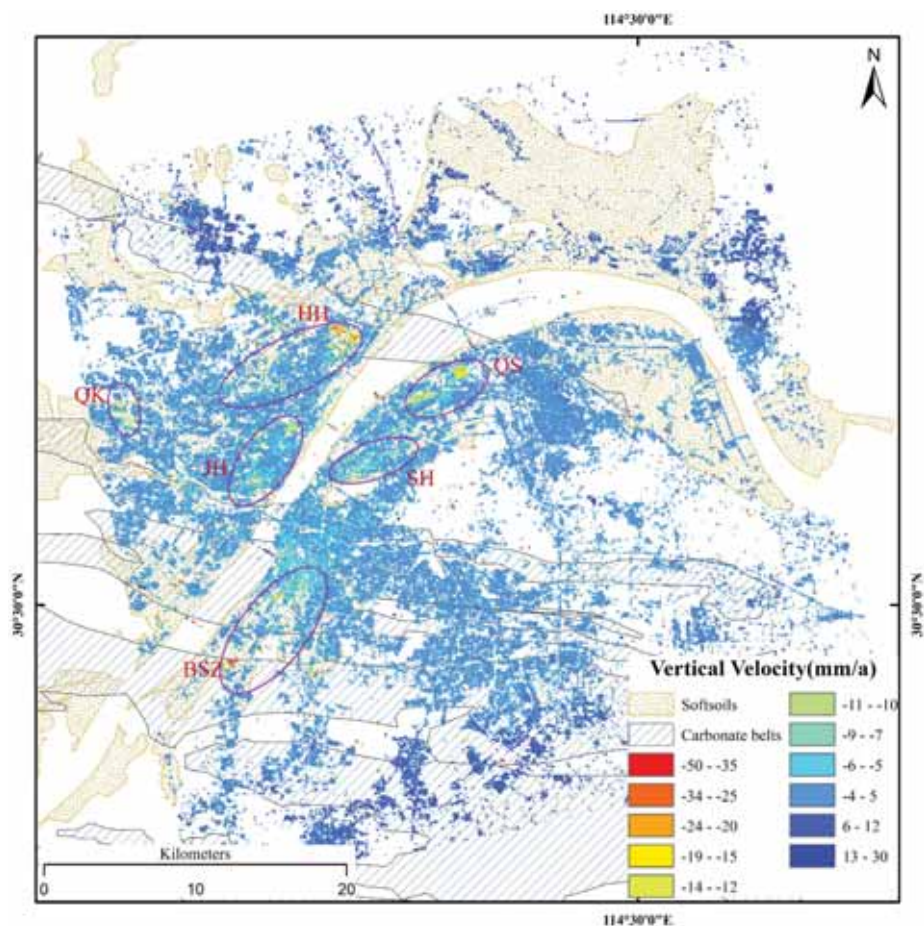 114°30'0"E
N
HH
QS
QK
JH
SH
30°30'0"N
30°30'0"N
BSZ
Vertical Velocity(mm/a)
Softsoils
Carbonate belts
-50 - -35
-34 - -25
-24 - -20
-19 - -15
-14 - -12
-11 - -10
-9 - -7
-6 - -5
-4 - 5
6 - 12
13 - 30
Kilometers
0 10 20
114°30'0"E